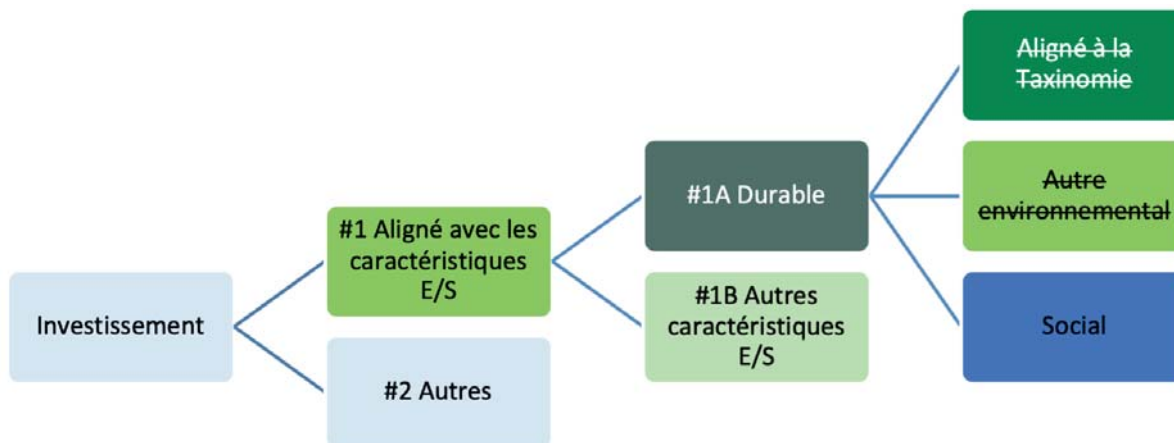 Investissement
#1 Aligné avec les
caractéristiques
E/S
#2 Autres
#1A Durable
#1B Autres
caractéristiques
E/S
Aligné à la
Taxinomie
Autre
environnemental
Social